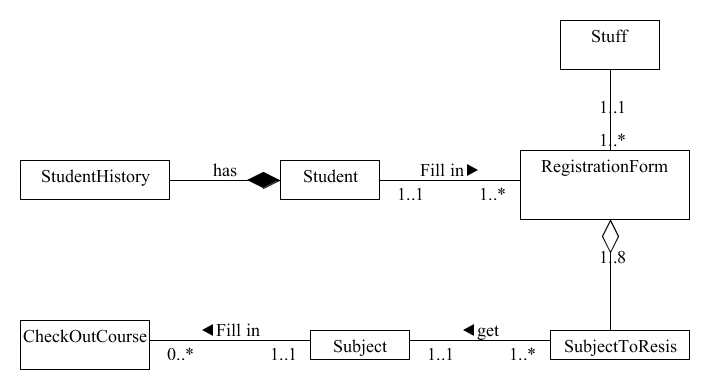 Stuff
1..1
1..*
RegistrationForm
StudentHistory
has
Student
Fill in
1..1
1..*
1..8
CheckOutCourse
Fill in
0..*
1..1
Subject
get
1..1
1..*
SubjectToResis